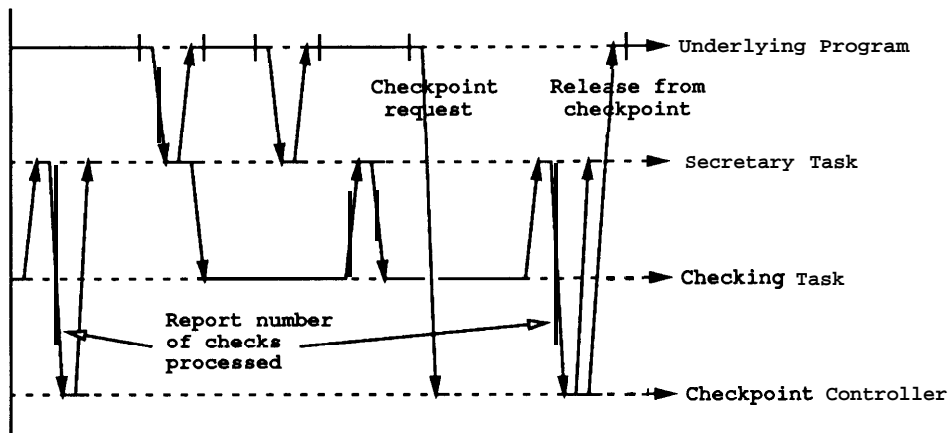 Underlying Program
Checkpoint
request
Release from
checkpoint
Secretary Task
Checking Task
Report number
of checks
processed
Checkpoint Controller